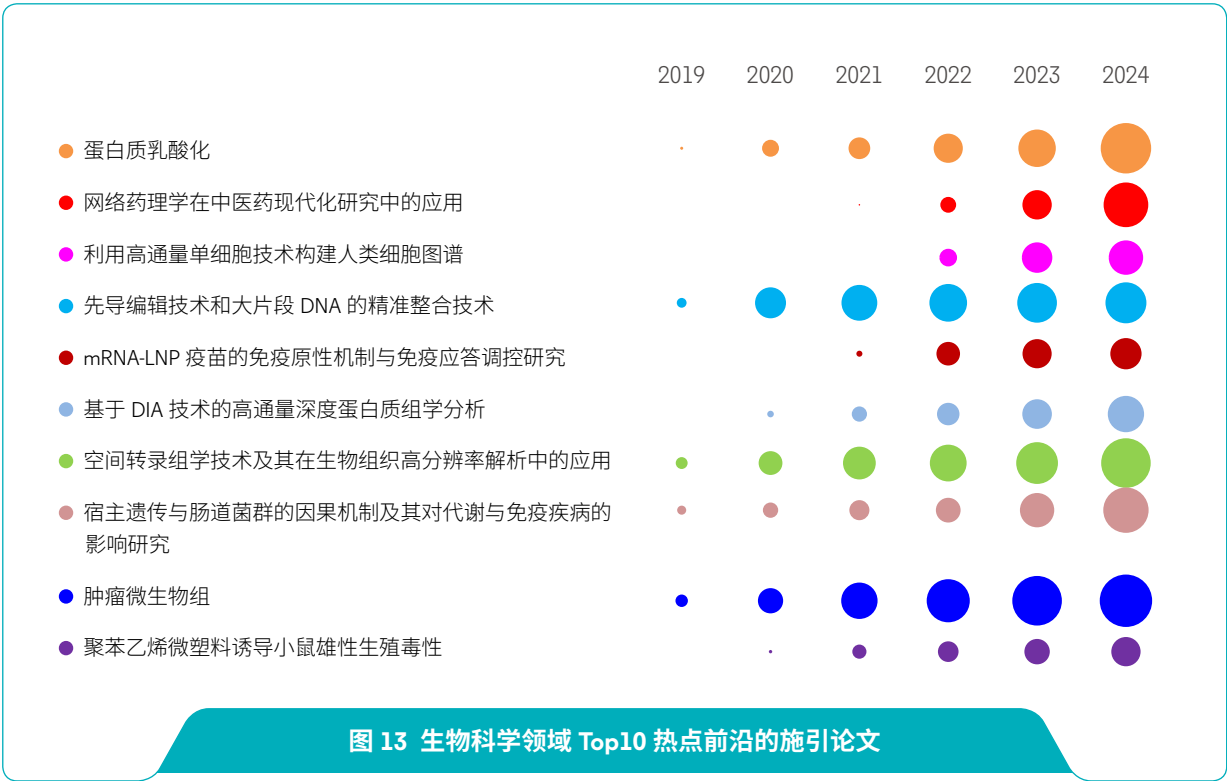 2019 2020 2021 2022 2023 2024
蛋白质乳酸化
网络药理学在中医药现代化研究中的应用
利用高通量单细胞技术构建人类细胞图谱
先导编辑技术和大片段 DNA 的精准整合技术
mRNA-LNP 疫苗的免疫原性机制与免疫应答调控研究
基于 DIA 技术的高通量深度蛋白质组学分析
空间转录组学技术及其在生物组织高分辨率解析中的应用
宿主遗传与肠道菌群的因果机制及其对代谢与免疫疾病的
影响研究
肿瘤微生物组
聚苯乙烯微塑料诱导小鼠雄性生殖毒性
图 13 生物科学领域 Top10 热点前沿的施引论文